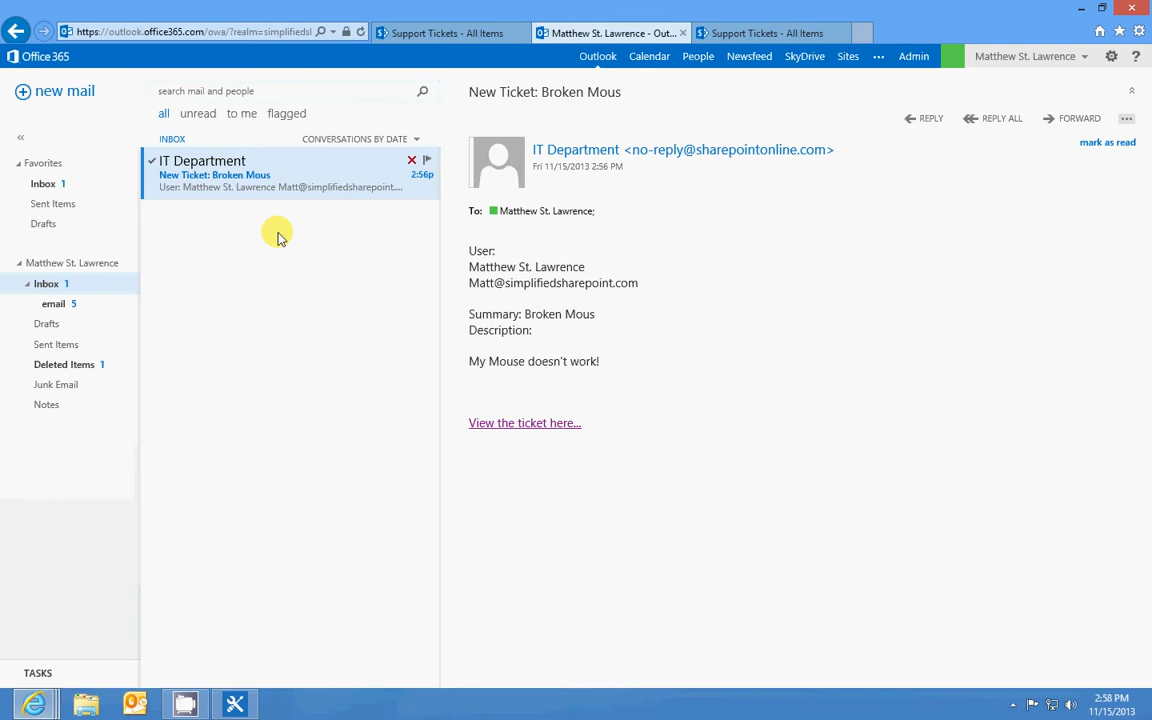 https://outlook.office365.com/owa/?realm=simplifiedsl
Support Tickets - All Items
Matthew St. Lawrence - Out...
Support Tickets - All Items
Office 365
Outlook
Calendar
People
Newsfeed
SkyDrive
Sites
Admin
Matthew St. Lawrence
?
new mail
search mail and people
New Ticket: Broken Mous
all
unread
to me
flagged
REPLY
REPLY ALL
FORWARD
INBOX
CONVERSATIONS BY DATE
mark as read
Favorites
Inbox 1
Sent Items
Drafts
Matthew St. Lawrence
Inbox 1
email 5
Drafts
Sent Items
Deleted Items 1
Junk Email
Notes
TASKS
IT Department
New Ticket: Broken Mous
2:56p
User: Matthew St. Lawrence Matt@simplifiedsharepoint....
IT Department <no-reply@sharepointonline.com>
Fri 11/15/2013 2:56 PM
To: Matthew St. Lawrence;
User:
Matthew St. Lawrence
Matt@simplifiedsharepoint.com
Summary: Broken Mous
Description:
My Mouse doesn't work!
View the ticket here...
2:58 PM
11/15/2013